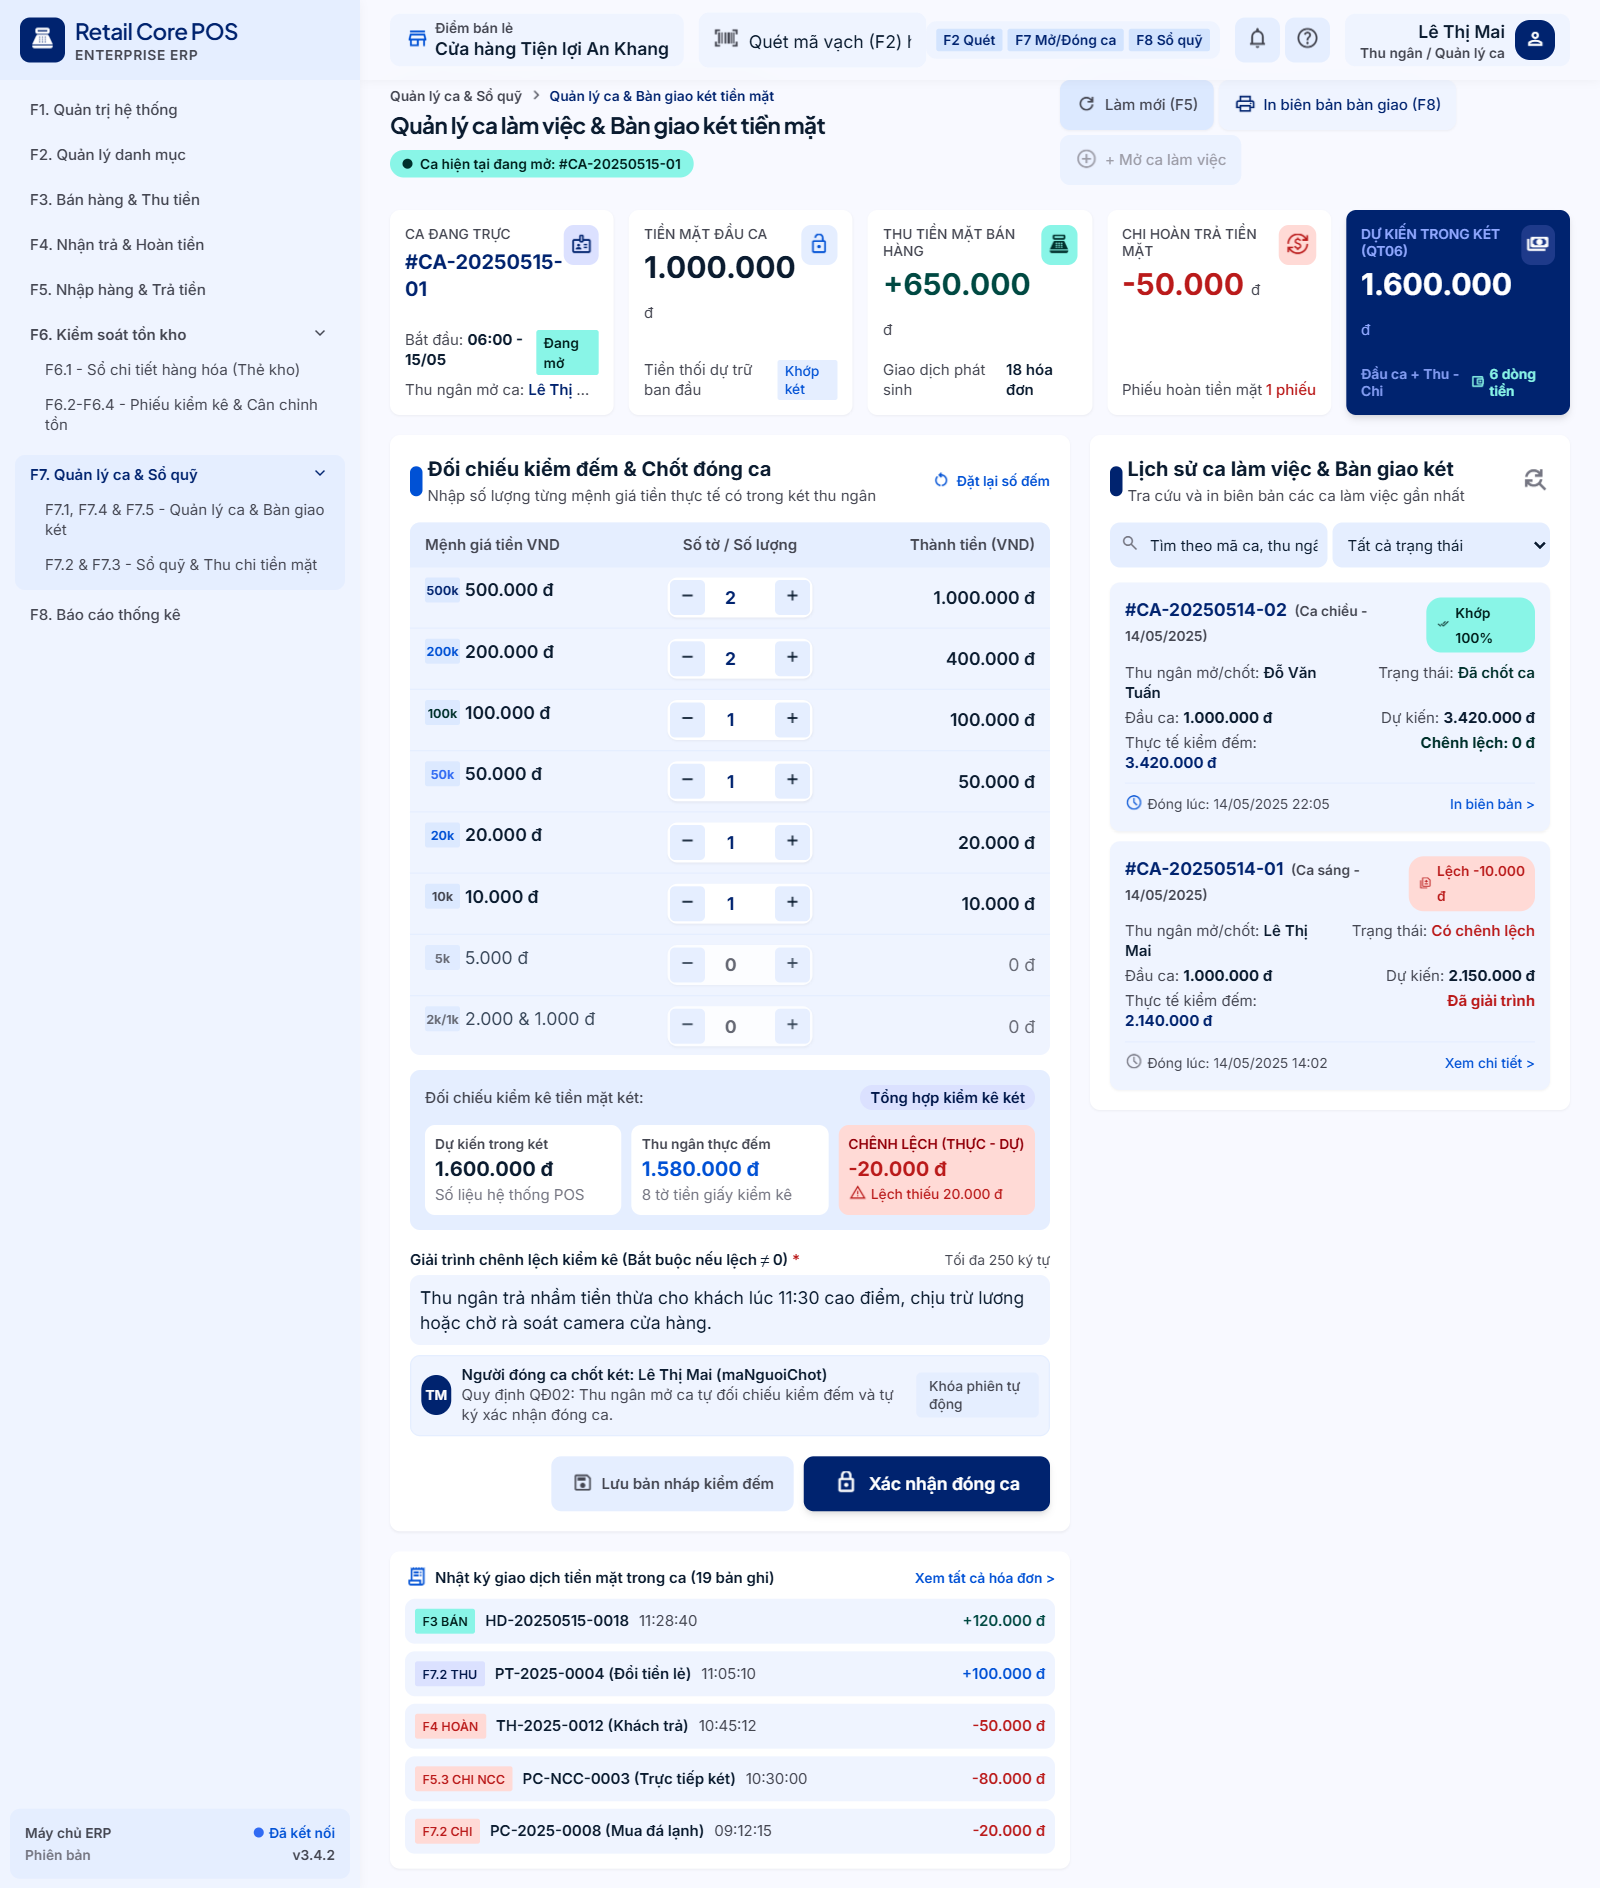 Retail Core POS
ENTERPRISE ERP
Điểm bán lẻ
Cửa hàng Tiện lợi An Khang
Quét mã vạch (F2)
F2 Quét
F7 Mở/Đóng ca
F8 Sổ quỹ
Lê Thị Mai
Thu ngân / Quản lý ca
F1. Quản trị hệ thống
F2. Quản lý danh mục
F3. Bán hàng & Thu tiền
F4. Nhận trả & Hoàn tiền
F5. Nhập hàng & Trả tiền
F6. Kiểm soát tồn kho
F6.1 - Sổ chi tiết hàng hóa (Thẻ kho)
F6.2-F6.4 - Phiếu kiểm kê & Cân chỉnh
tồn
F7. Quản lý ca & Sổ quỹ
F7.1, F7.4 & F7.5 - Quản lý ca & Bàn giao
két
F7.2 & F7.3 - Sổ quỹ & Thu chi tiền mặt
F8. Báo cáo thống kê
Máy chủ ERP
Đã kết nối
Phiên bản
v3.4.2
Quản lý ca & Sổ quỹ
Quản lý ca & Bàn giao két tiền mặt
Quản lý ca làm việc & Bàn giao két tiền mặt
Ca hiện tại đang mở: #CA-20250515-01
Làm mới (F5)
In biên bản bàn giao (F8)
+ Mở ca làm việc
CA ĐANG TRỰC
#CA-20250515-
01
Bắt đầu: 06:00 -
15/05
Đang
mở
Thu ngân mở ca: Lê Thị ...
TIỀN MẶT ĐẦU CA
1.000.000
đ
Tiền thối dự trữ
ban đầu
Khớp
két
THU TIỀN MẶT BÁN
HÀNG
+650.000
đ
Giao dịch phát
sinh
18 hóa
đơn
CHI HOÀN TRẢ TIỀN
MẶT
-50.000 đ
Phiếu hoàn tiền mặt 1 phiếu
DỰ KIẾN TRONG KÉT
(QT06)
1.600.000
đ
Đầu ca + Thu -
Chi
6 dòng
tiền
Đối chiếu kiểm đếm & Chốt đóng ca
Nhập số lượng từng mệnh giá tiền thực tế có trong két thu ngân
Đặt lại số đếm
Mệnh giá tiền VND
Số tờ / Số lượng
Thành tiền (VND)
500k 500.000 đ − 2 + 1.000.000 đ
200k 200.000 đ − 2 + 400.000 đ
100k 100.000 đ − 1 + 100.000 đ
50k 50.000 đ − 1 + 50.000 đ
20k 20.000 đ − 1 + 20.000 đ
10k 10.000 đ − 1 + 10.000 đ
5k 5.000 đ − 0 + 0 đ
2k/1k 2.000 & 1.000 đ − 0 + 0 đ
Đối chiếu kiểm kê tiền mặt két:
Tổng hợp kiểm kê két
Dự kiến trong két
1.600.000 đ
Số liệu hệ thống POS
Thu ngân thực đếm
1.580.000 đ
8 tờ tiền giấy kiểm kê
CHÊNH LỆCH (THỰC - DỰ)
-20.000 đ
Lệch thiếu 20.000 đ
Giải trình chênh lệch kiểm kê (Bắt buộc nếu lệch ≠ 0) *
Tối đa 250 ký tự
Thu ngân trả nhầm tiền thừa cho khách lúc 11:30 cao điểm, chịu trừ lương
hoặc chờ rà soát camera cửa hàng.
TM
Người đóng ca chốt két: Lê Thị Mai (maNguoiChot)
Quy định QĐ02: Thu ngân mở ca tự đối chiếu kiểm đếm và tự
ký xác nhận đóng ca.
Khóa phiên tự
động
Lưu bản nháp kiểm đếm
Xác nhận đóng ca
Nhật ký giao dịch tiền mặt trong ca (19 bản ghi)
Xem tất cả hóa đơn >
F3 BÁN HD-20250515-0018 11:28:40 +120.000 đ
F7.2 THU PT-2025-0004 (Đổi tiền lẻ) 11:05:10 +100.000 đ
F4 HOÀN TH-2025-0012 (Khách trả) 10:45:12 -50.000 đ
F5.3 CHI NCC PC-NCC-0003 (Trực tiếp két) 10:30:00 -80.000 đ
F7.2 CHI PC-2025-0008 (Mua đá lạnh) 09:12:15 -20.000 đ
Lịch sử ca làm việc & Bàn giao két
Tra cứu và in biên bản các ca làm việc gần nhất
Tìm theo mã ca, thu
Tất cả trạng thái
#CA-20250514-02 (Ca chiều -
14/05/2025)
Khớp
100%
Thu ngân mở/chốt: Đỗ Văn
Tuấn
Trạng thái: Đã chốt ca
Đầu ca: 1.000.000 đ
Dự kiến: 3.420.000 đ
Thực tế kiểm đếm:
3.420.000 đ
Chênh lệch: 0 đ
Đóng lúc: 14/05/2025 22:05
In biên bản >
#CA-20250514-01 (Ca sáng -
14/05/2025)
Lệch -10.000
đ
Thu ngân mở/chốt: Lê Thị
Mai
Trạng thái: Có chênh lệch
Đầu ca: 1.000.000 đ
Dự kiến: 2.150.000 đ
Thực tế kiểm đếm:
2.140.000 đ
Đã giải trình
Đóng lúc: 14/05/2025 14:02
Xem chi tiết >